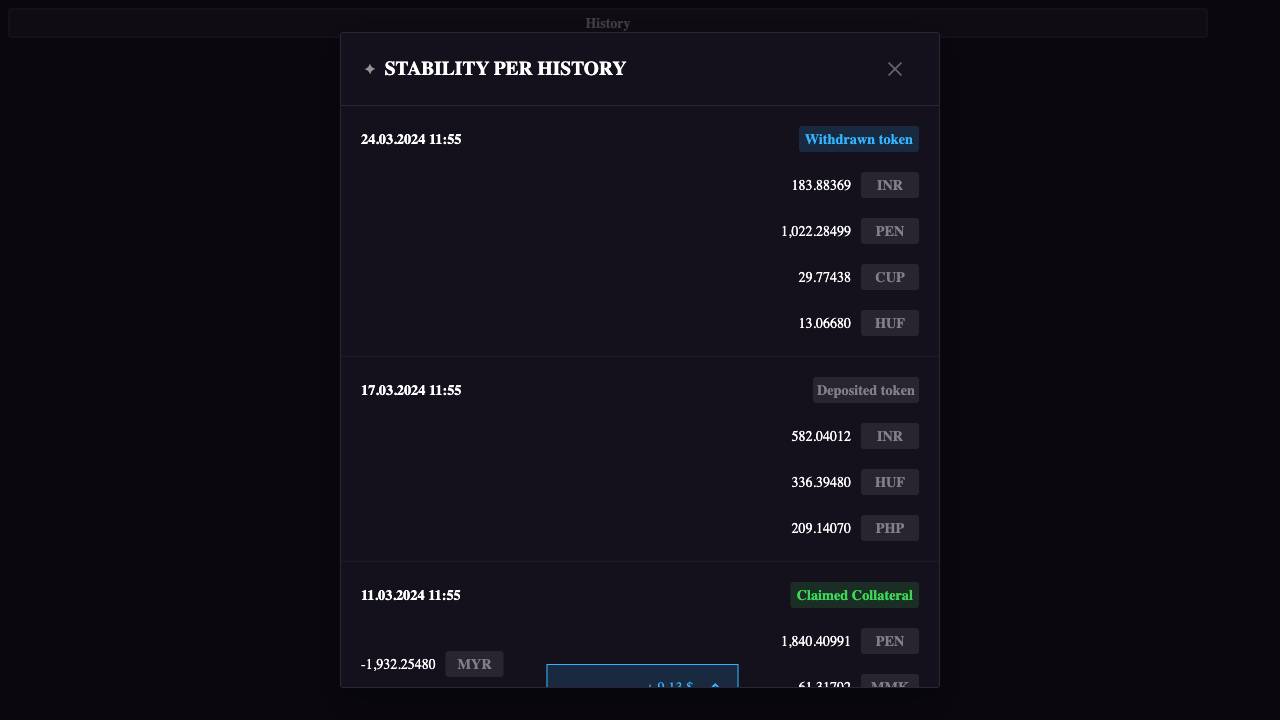 History
STABILITY PER HISTORY
24.03.2024 11:55 Withdrawn token
183.88369 INR
1,022.28499 PEN
29.77438 CUP
13.06680 HUF
17.03.2024 11:55 Deposited token
582.04012 INR
336.39480 HUF
209.14070 PHP
11.03.2024 11:55 Claimed Collateral
1,840.40991 PEN
-1,932.25480 MYR
9.13 $
61.31702 MMK